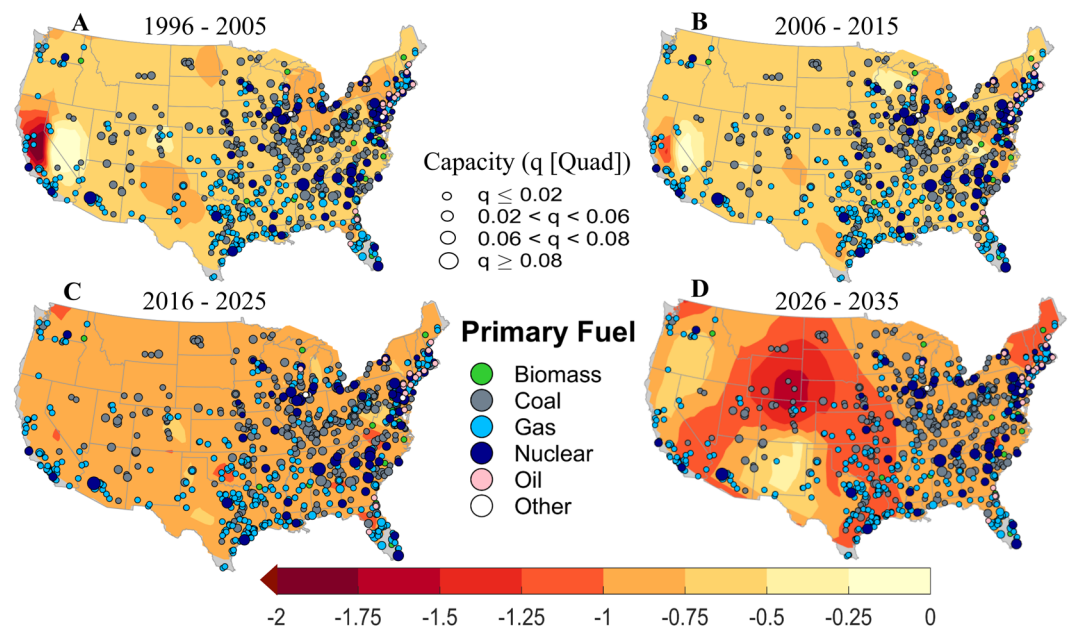 A
1996 - 2005
B
2006 - 2015
Capacity (q [Quad])
q ≤ 0.02
0.02 < q < 0.06
0.06 < q < 0.08
q ≥ 0.08
C
2016 - 2025
D
2026 - 2035
Primary Fuel
Biomass
Coal
Gas
Nuclear
Oil
Other
-2 -1.75 -1.5 -1.25 -1 -0.75 -0.5 -0.25 0